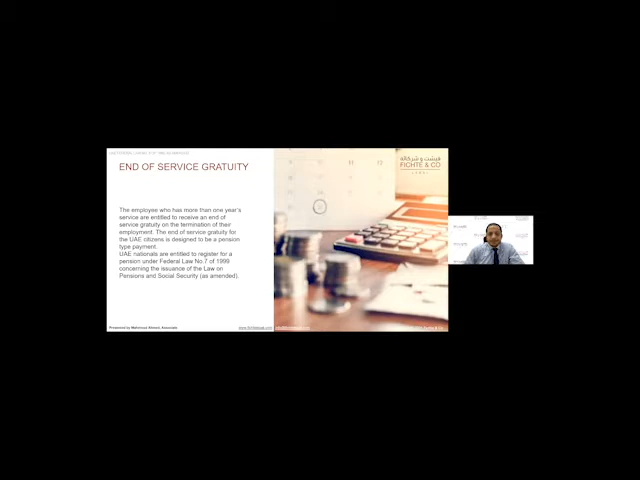 END OF SERVICE GRATUITY
فيشت و شركاه
FICHTE & CO
LEGAL
The employee who has more than one year's
service are entitled to receive an end of
service gratuity on the termination of their
employment. The end of service gratuity for
the UAE citizens is designed to be a pension
type payment.
UAE nationals are entitled to register for a
pension under Federal Law No.7 of 1999
concerning the issuance of the Law on
Pensions and Social Security (as amended).